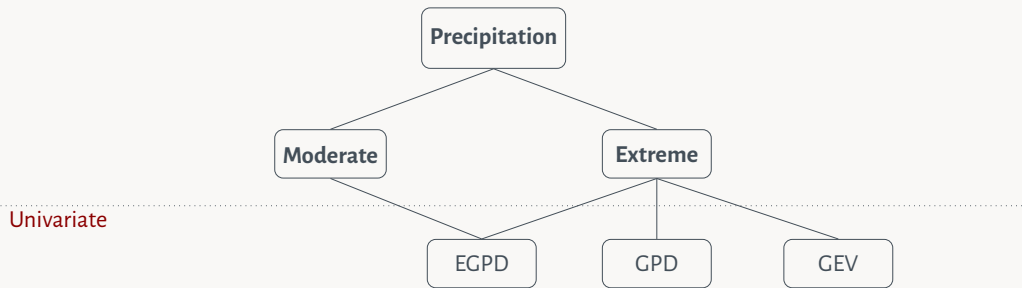 Precipitation
Moderate
Extreme
Univariate
EGPD
GPD
GEV